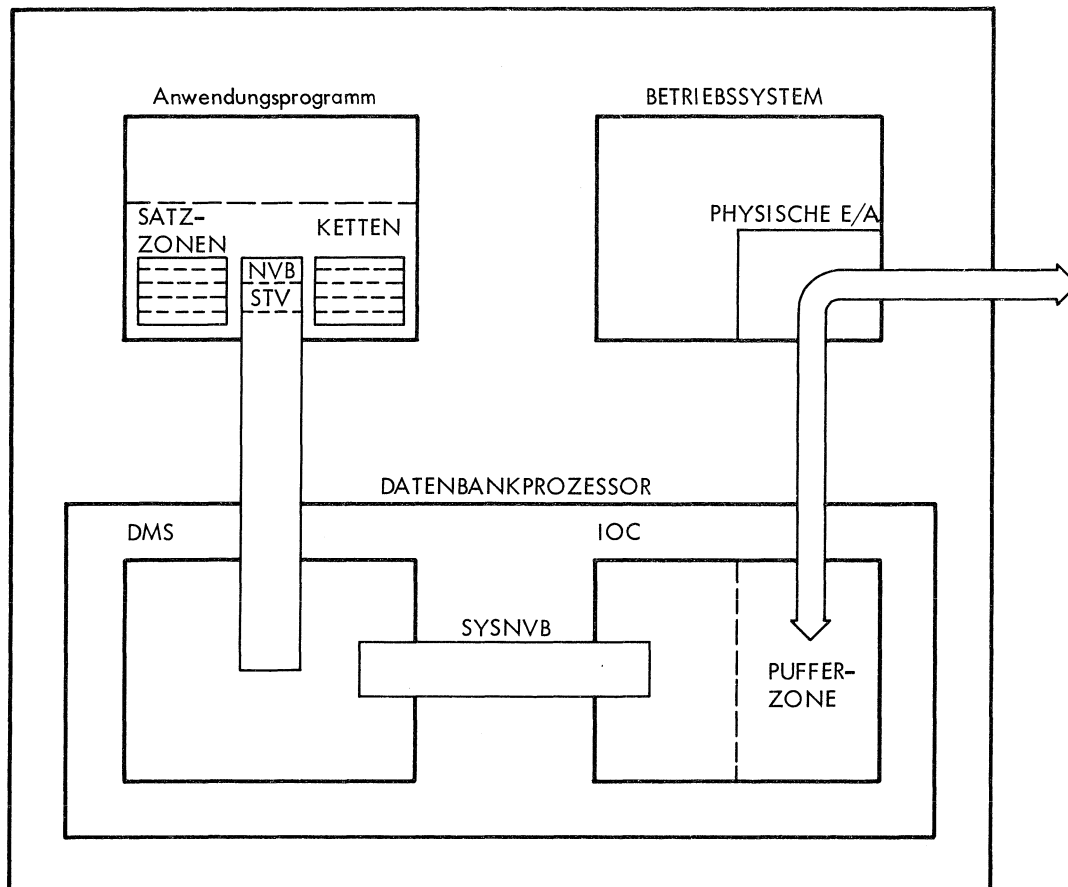 Anwendungsprogramm
BETRIEBSSYSTEM
SATZ-
ZONEN
KETTEN
NVB
STV
PHYSISCHE E/A
DATENBANKPROZESSOR
DMS
IOC
SYSNVB
PUFFER-
ZONE